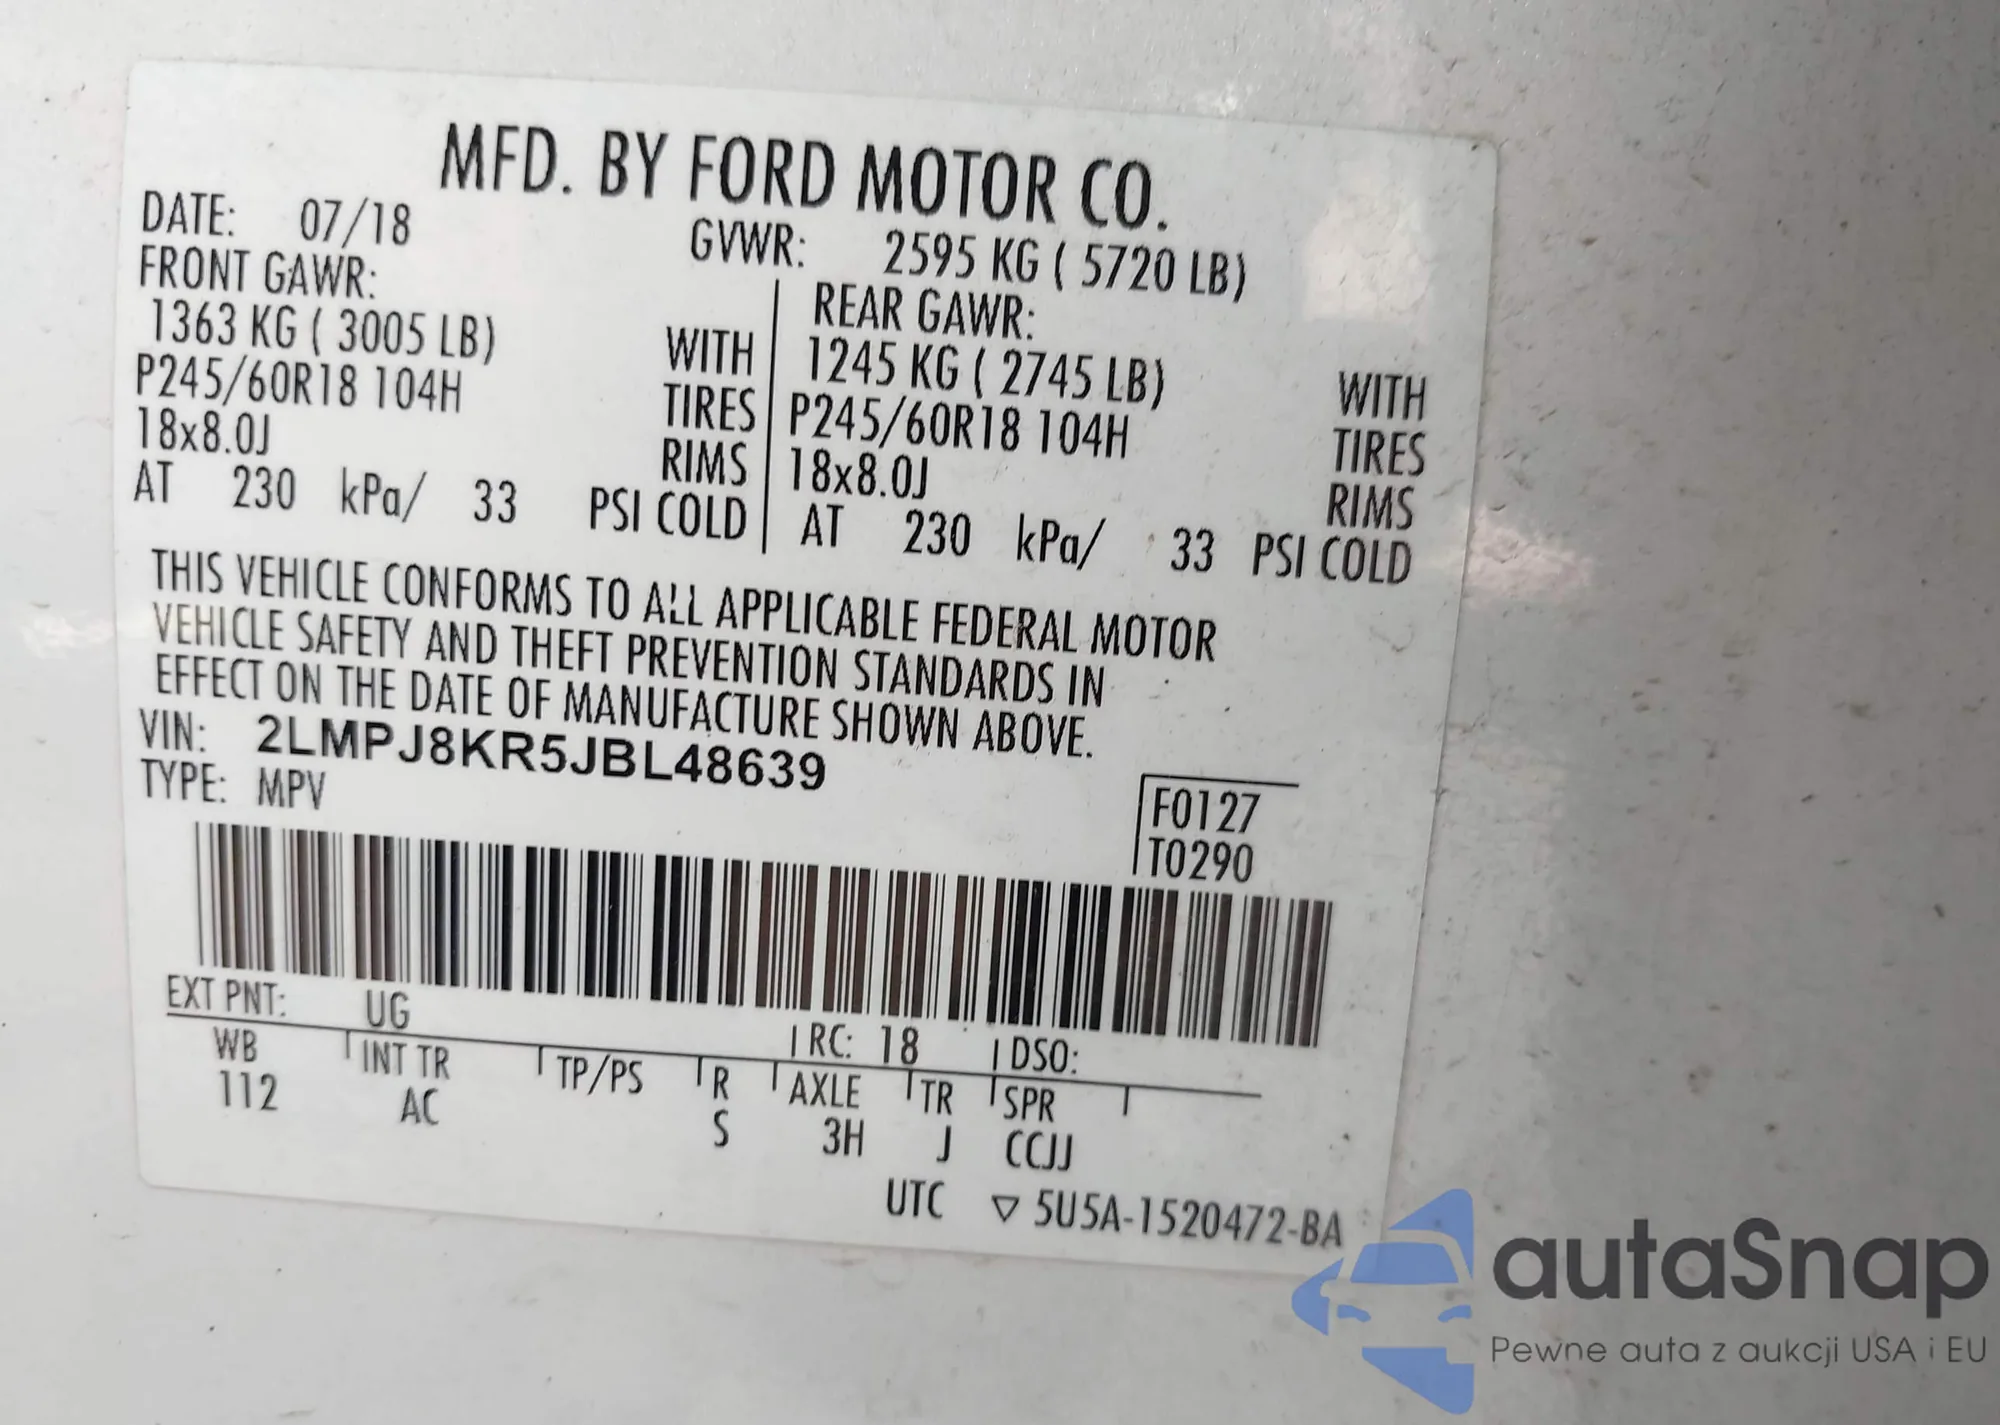 MFD. BY FORD MOTOR CO.
DATE: 07/18 GVWR: 2595 KG ( 5720 LB)
FRONT GAWR: REAR GAWR:
1363 KG ( 3005 LB) WITH 1245 KG ( 2745 LB) WITH
P245/60R18 104H TIRES P245/60R18 104H TIRES
18x8.0J RIMS 18x8.0J RIMS
AT 230 kPa/ 33 PSI COLD AT 230 kPa/ 33 PSI COLD
THIS VEHICLE CONFORMS TO ALL APPLICABLE FEDERAL MOTOR
VEHICLE SAFETY AND THEFT PREVENTION STANDARDS IN
EFFECT ON THE DATE OF MANUFACTURE SHOWN ABOVE.
VIN: 2LMPJ8KR5JBL48639
TYPE: MPV
F0127
T0290
EXT PNT: UG RC: 18 DSO:
WB INT TR TP/PS R AXLE TR SPR
112 AC S 3H J CCJJ
UTC ▽ 5U5A-1520472-BA
autaSnap
Pewne auta z aukcji USA i EU